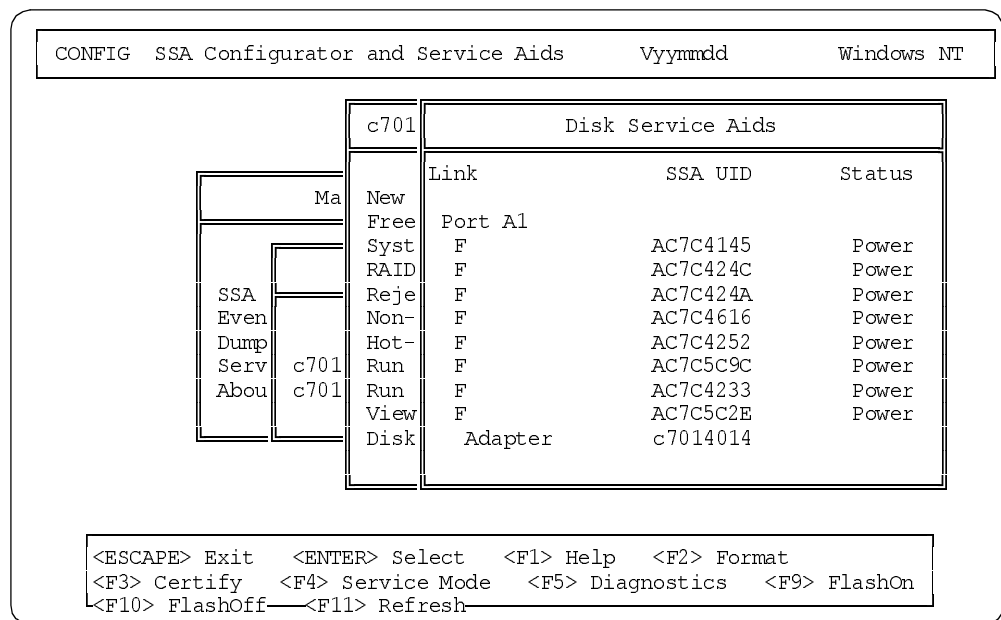 CONFIG SSA Configurator and Service Aids Vyymmdd Windows NT
c701 Disk Service Aids
Link SSA UID Status
Ma New
Free Port A1
Syst F AC7C4145 Power
RAID F AC7C424C Power
SSA Reje F AC7C424A Power
Even Non- F AC7C4616 Power
Dump Hot- F AC7C4252 Power
Serv c701 Run F AC7C5C9C Power
Abou c701 Run F AC7C4233 Power
View F AC7C5C2E Power
Disk Adapter c7014014
<ESCAPE> Exit <ENTER> Select <F1> Help <F2> Format
<F3> Certify <F4> Service Mode <F5> Diagnostics <F9> FlashOn
<F10> FlashOff <F11> Refresh